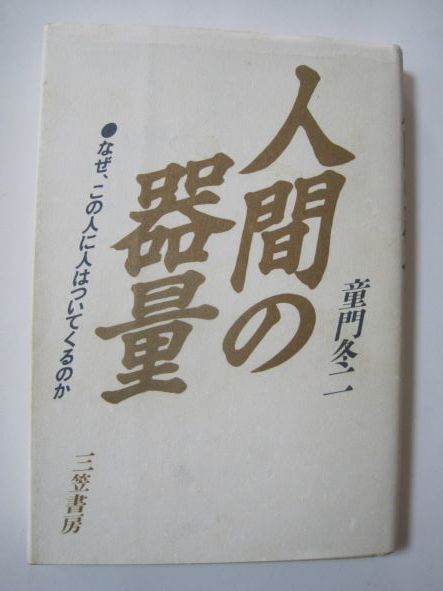 人間の
器量
童門冬二
●なぜ、この人に人はついてくるのか
三笠書房